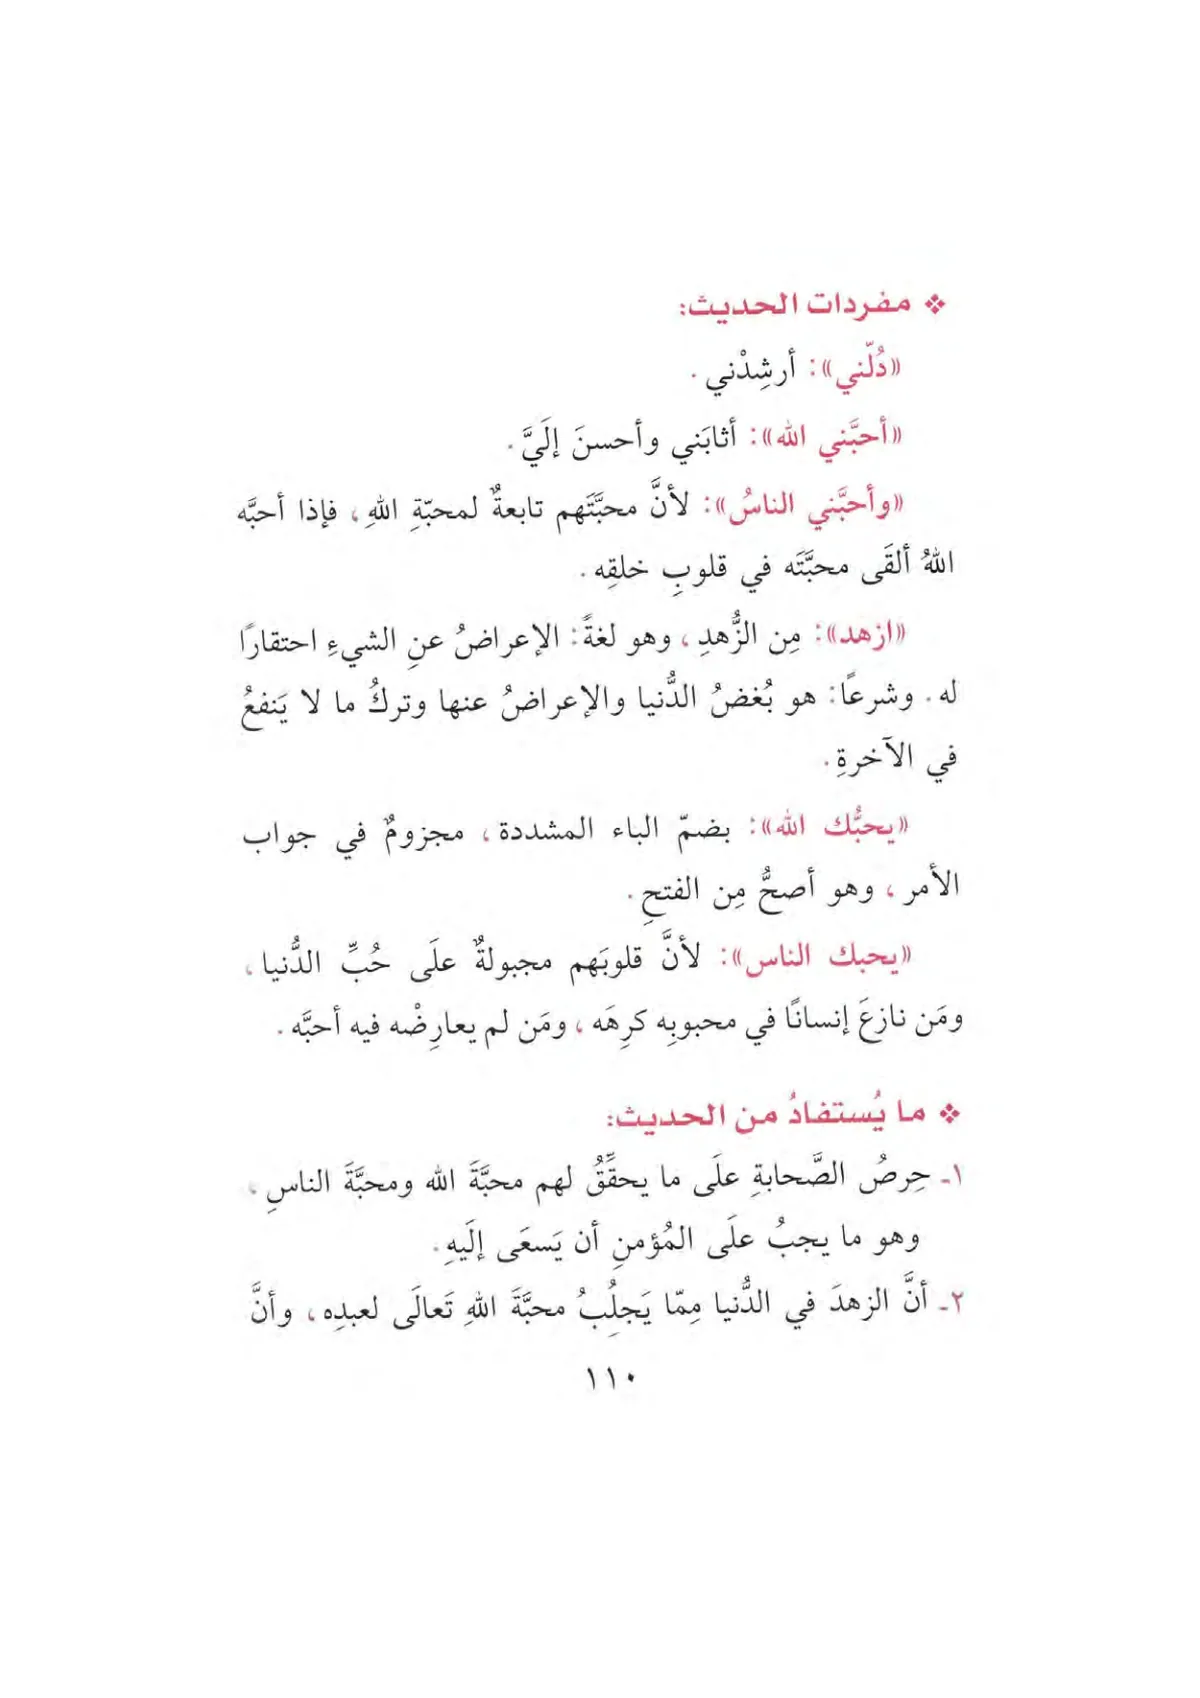 ❖ مفردات الحديث:
«دُلّني»: أرشِدْني.
«أحبَّني الله»: أثابَني وأحسنَ إلَيَّ.
«وأحبَّني الناسُ»: لأنَّ محبَّتَهم تابعةٌ لمحبّةِ اللهِ، فإذا أحبَّه
اللهُ ألقَى محبَّتَه في قلوبِ خلقِه.
«ازهد»: مِن الزُّهدِ، وهو لغةً: الإعراضُ عنِ الشيءِ احتقارًا
له. وشرعًا: هو بُغضُ الدُّنيا والإعراضُ عنها وتركُ ما لا يَنفعُ
في الآخرةِ.
«يحبُّك الله»: بضمّ الباء المشددة، مجزومٌ في جواب
الأمر، وهو أصحُّ مِن الفتحِ.
«يحبك الناس»: لأنَّ قلوبَهم مجبولةٌ علَى حُبِّ الدُّنيا،
ومَن نازعَ إنسانًا في محبوبِه كرِهَه، ومَن لم يعارِضْه فيه أحبَّه.
❖ ما يُستفادُ من الحديث:
١ـ حِرصُ الصَّحابةِ علَى ما يحقِّقُ لهم محبَّةَ الله ومحبَّةَ الناسِ،
وهو ما يجبُ علَى المُؤمنِ أن يَسعَى إلَيهِ.
٢ـ أنَّ الزهدَ في الدُّنيا مِمّا يَجلِبُ محبَّةَ اللهِ تَعالَى لعبدِه، وأنَّ
١١٠